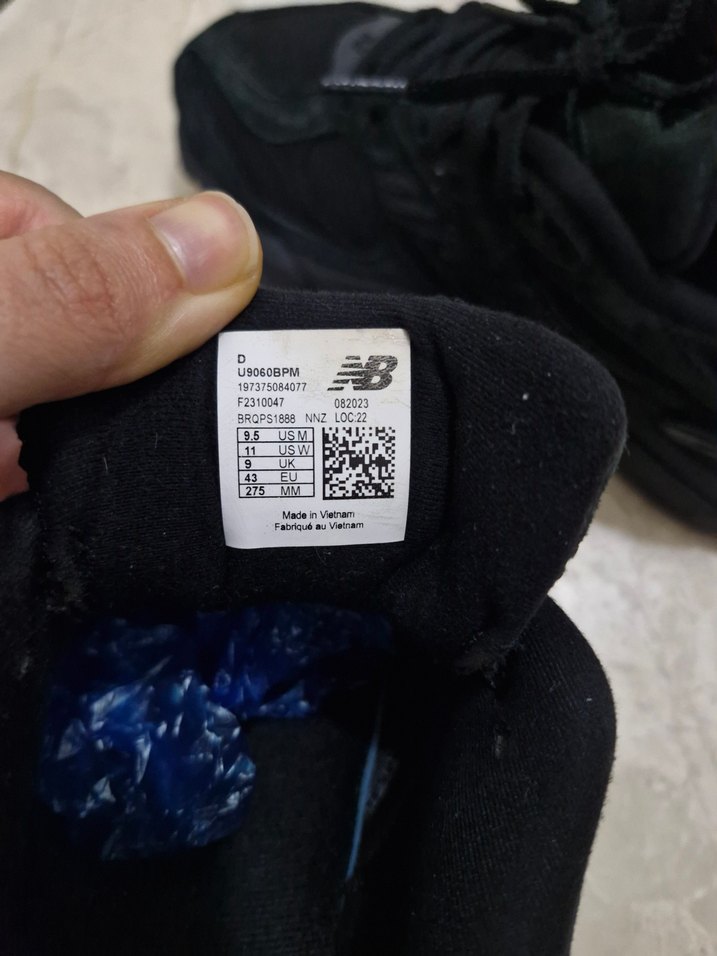 D
U9060BPM
NB
197375084077
F2310047 082023
BRQPS1888 NNZ LOC:22
9.5 US M
11 US W
9 UK
43 EU
275 MM
Made in Vietnam
Fabriqué au Vietnam